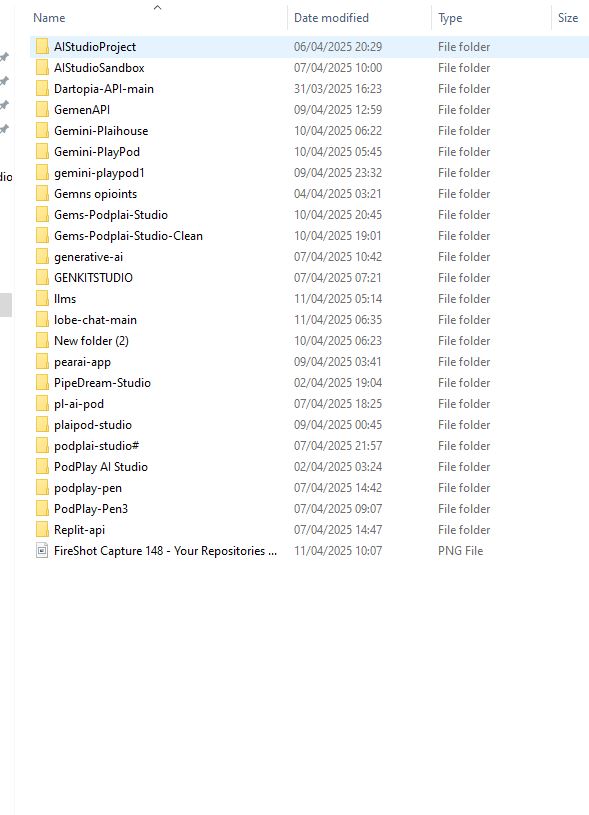 Name Date modified Type Size
AIStudioProject 06/04/2025 20:29 File folder
AIStudioSandbox 07/04/2025 10:00 File folder
Dartopia-API-main 31/03/2025 16:23 File folder
GemenAPI 09/04/2025 12:59 File folder
Gemini-Plaihouse 10/04/2025 06:22 File folder
Gemini-PlayPod 10/04/2025 05:45 File folder
gemini-playpod1 09/04/2025 23:32 File folder
dio
Gemns opioints 04/04/2025 03:21 File folder
Gems-Podplai-Studio 10/04/2025 20:45 File folder
Gems-Podplai-Studio-Clean 10/04/2025 19:01 File folder
generative-ai 07/04/2025 10:42 File folder
GENKITSTUDIO 07/04/2025 07:21 File folder
llms 11/04/2025 05:14 File folder
lobe-chat-main 11/04/2025 06:35 File folder
New folder (2) 10/04/2025 06:23 File folder
pearai-app 09/04/2025 03:41 File folder
PipeDream-Studio 02/04/2025 19:04 File folder
pl-ai-pod 07/04/2025 18:25 File folder
plaipod-studio 09/04/2025 00:45 File folder
podplai-studio# 07/04/2025 21:57 File folder
PodPlay AI Studio 02/04/2025 03:24 File folder
podplay-pen 07/04/2025 14:42 File folder
PodPlay-Pen3 07/04/2025 09:07 File folder
Replit-api 07/04/2025 14:47 File folder
FireShot Capture 148 - Your Repositories ... 11/04/2025 10:07 PNG File